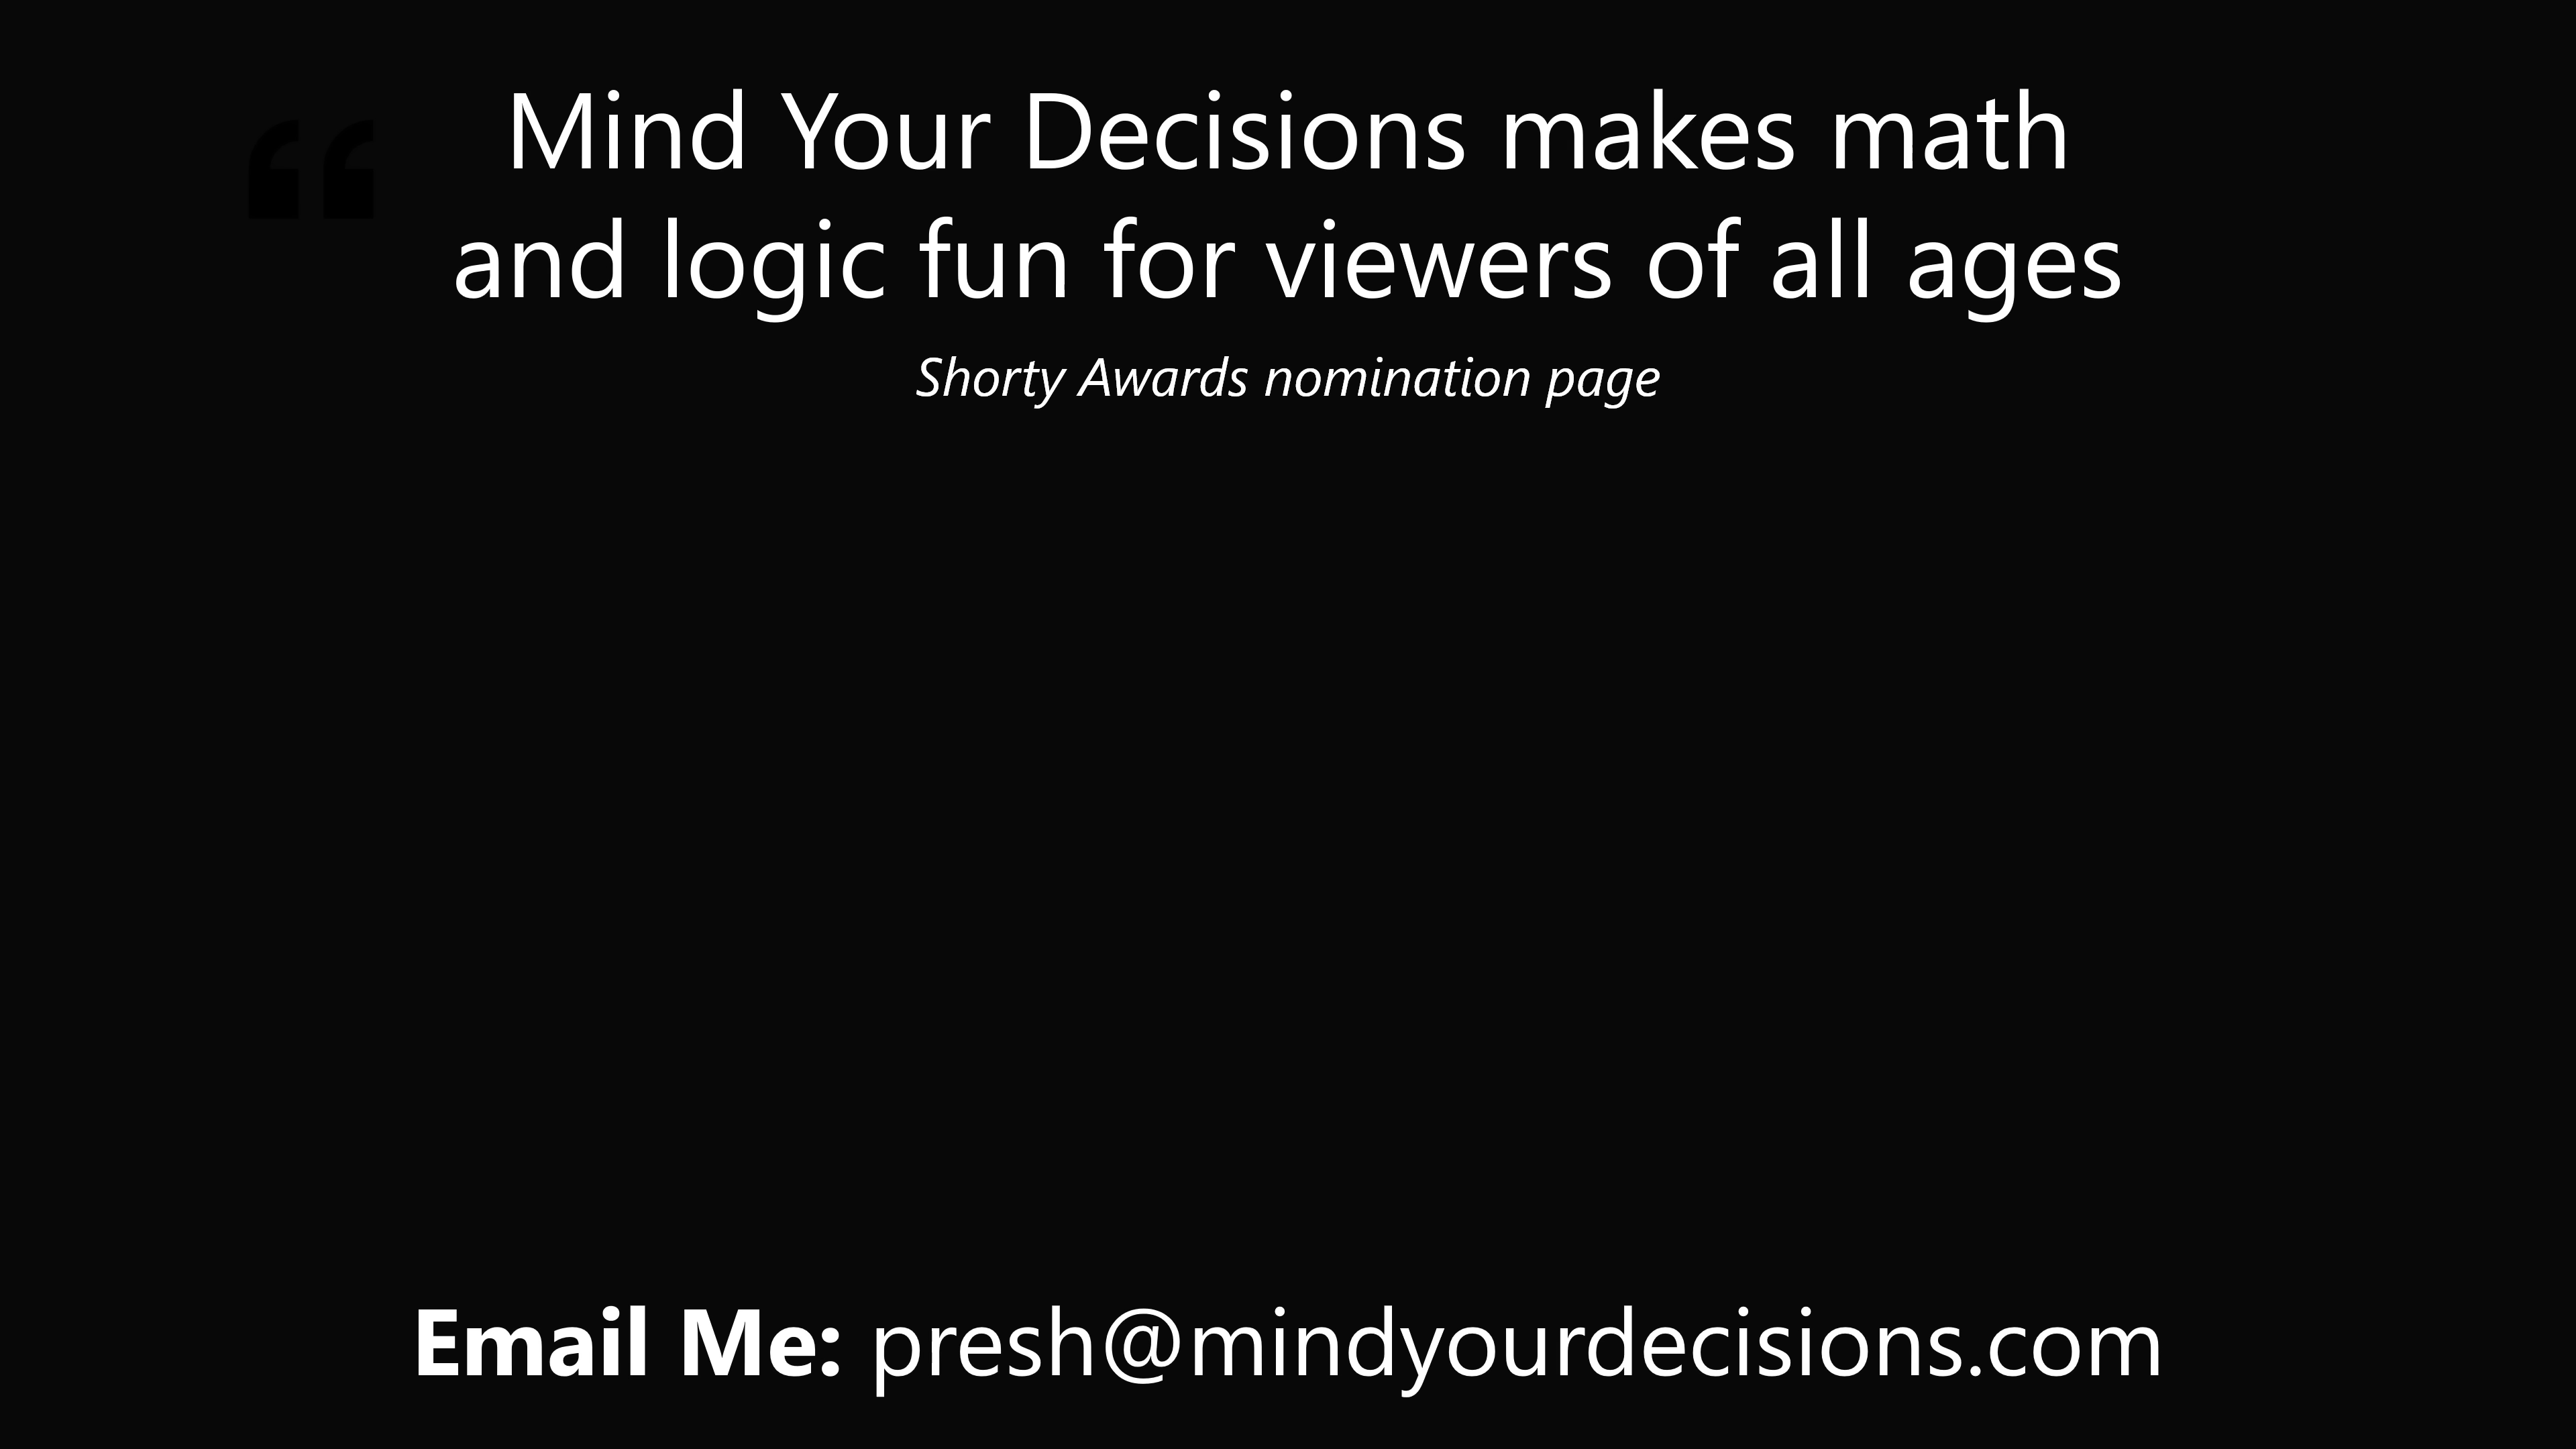 “
Mind Your Decisions makes math
and logic fun for viewers of all ages
Shorty Awards nomination page
Email Me: presh@mindyourdecisions.com